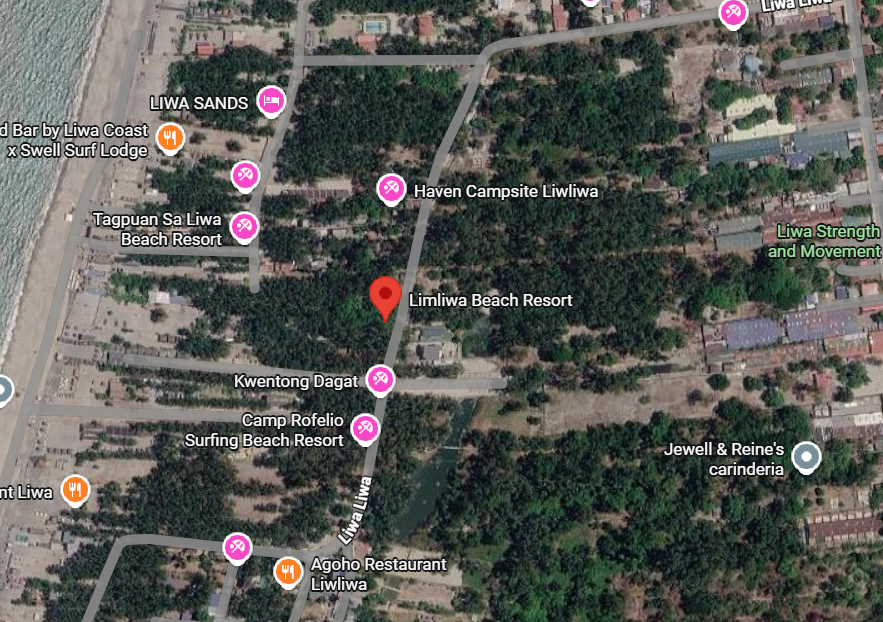 Liwa Liwa
LIWA SANDS
d Bar by Liwa Coast
x Swell Surf Lodge
Haven Campsite Liwliwa
Tagpuan Sa Liwa
Beach Resort
Liwa Strength
and Movement
Limliwa Beach Resort
Kwentong Dagat
Camp Rofelio
Surfing Beach Resort
Jewell & Reine's
carinderia
nt Liwa
Liwa Liwa
Agoho Restaurant
Liwliwa